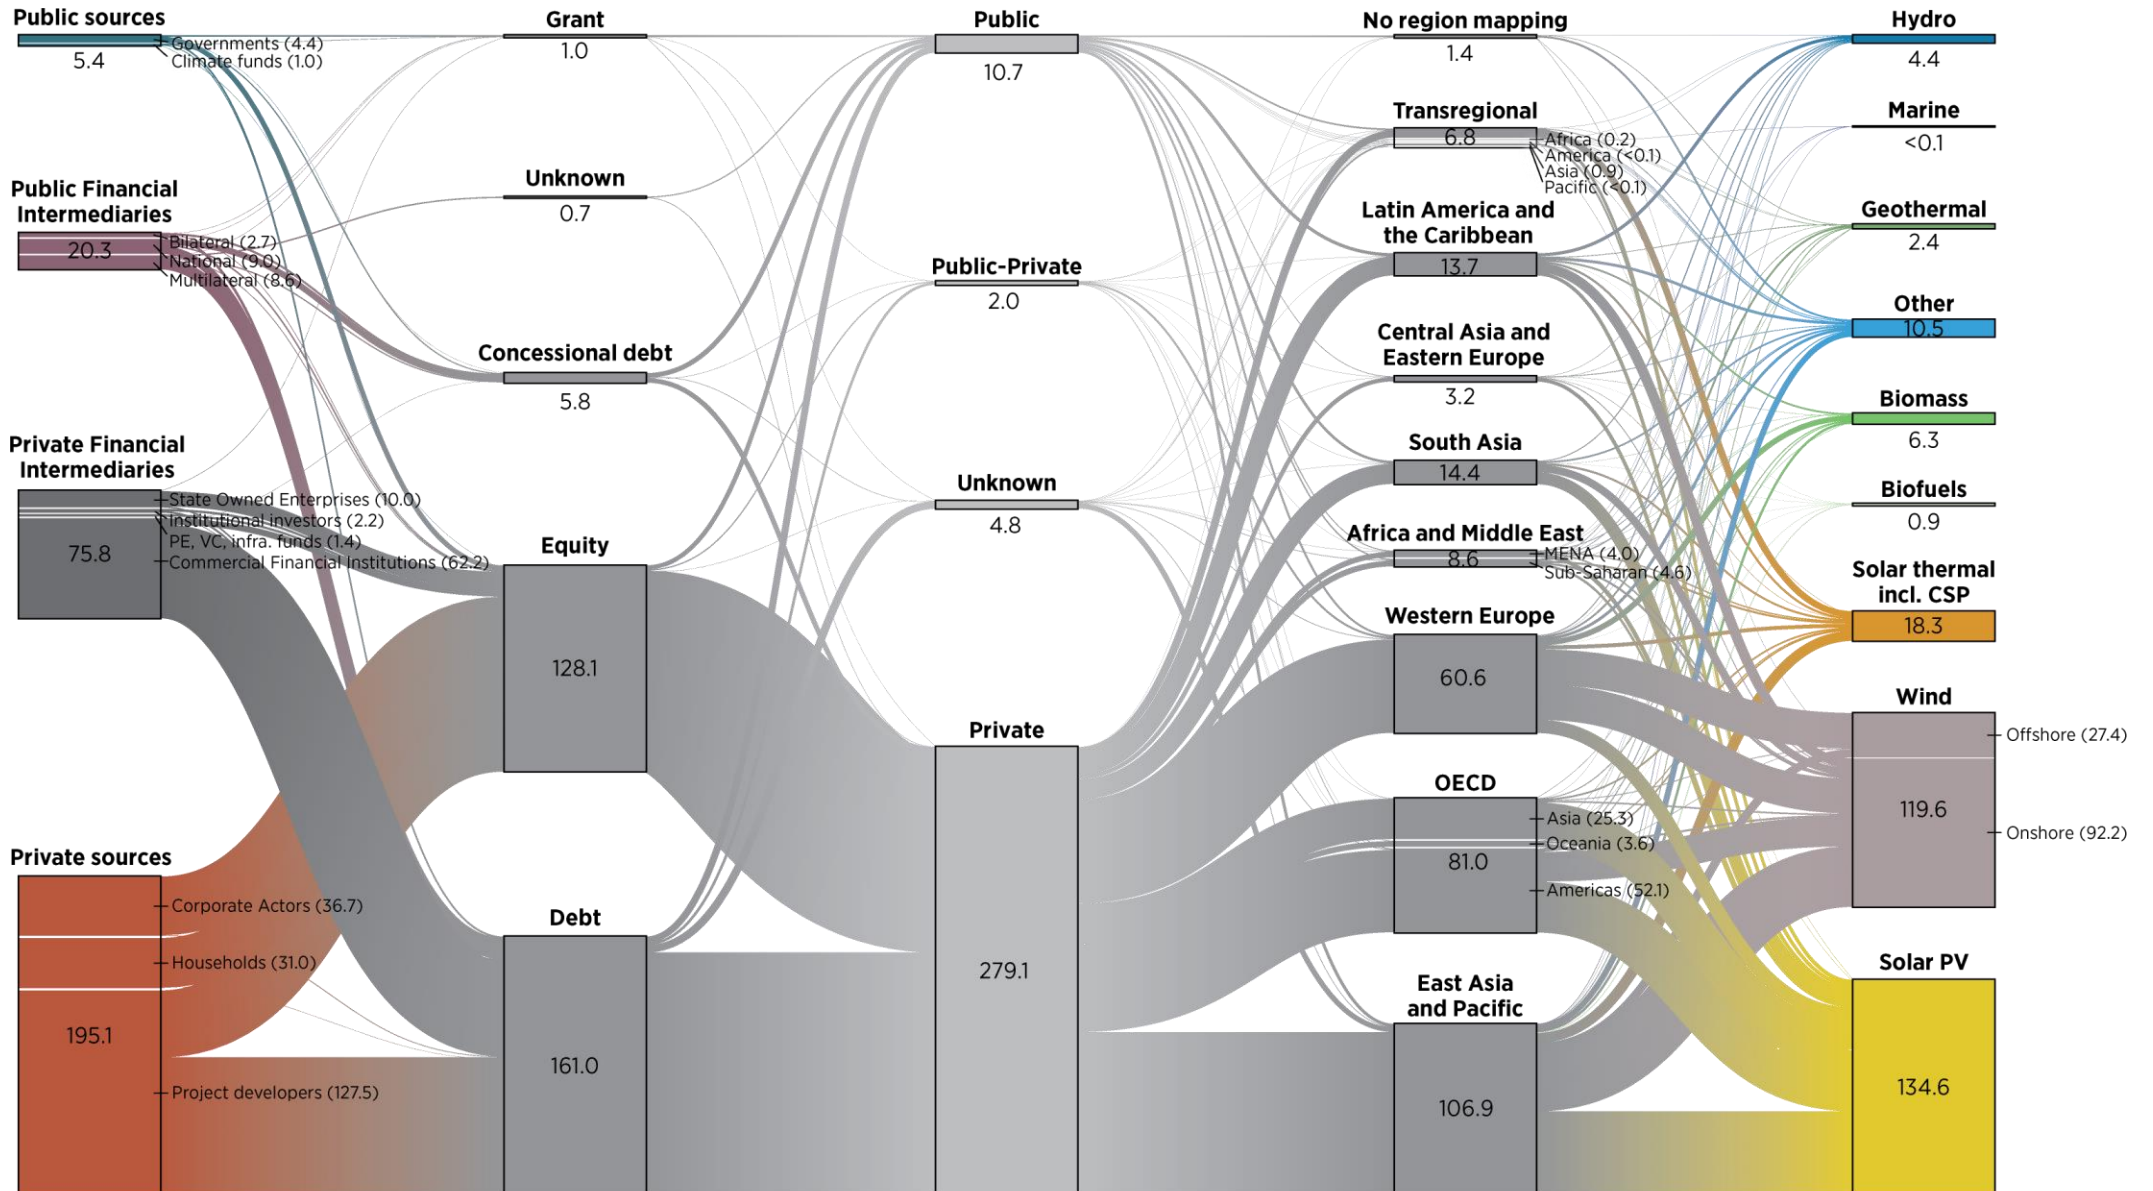 Public sources
Governments (4.4)
Climate funds (1.0)
5.4
Public Financial
Intermediaries
20.3
Bilateral (2.7)
National (9.0)
Multilateral (8.6)
Private Financial
Intermediaries
State Owned Enterprises (10.0)
Institutional investors (2.2)
PE, VC, infra. funds (1.4)
Commercial Financial Institutions (62.2)
75.8
Private sources
Corporate Actors (36.7)
Households (31.0)
195.1
Project developers (127.5)
Grant
1.0
Unknown
0.7
Concessional debt
5.8
Equity
128.1
Debt
161.0
Public
10.7
Public-Private
2.0
Unknown
4.8
Private
279.1
No region mapping
1.4
Transregional
6.8
Africa (0.2)
America (<0.1)
Asia (0.9)
Pacific (<0.1)
Latin America and
the Caribbean
13.7
Central Asia and
Eastern Europe
3.2
South Asia
14.4
Africa and Middle East
8.6
MENA (4.0)
Sub-Saharan (4.6)
Western Europe
60.6
OECD
Asia (25.3)
Oceania (3.6)
81.0
Americas (52.1)
East Asia
and Pacific
106.9
Hydro
4.4
Marine
<0.1
Geothermal
2.4
Other
10.5
Biomass
6.3
Biofuels
0.9
Solar thermal
incl. CSP
18.3
Wind
Offshore (27.4)
119.6
Onshore (92.2)
Solar PV
134.6